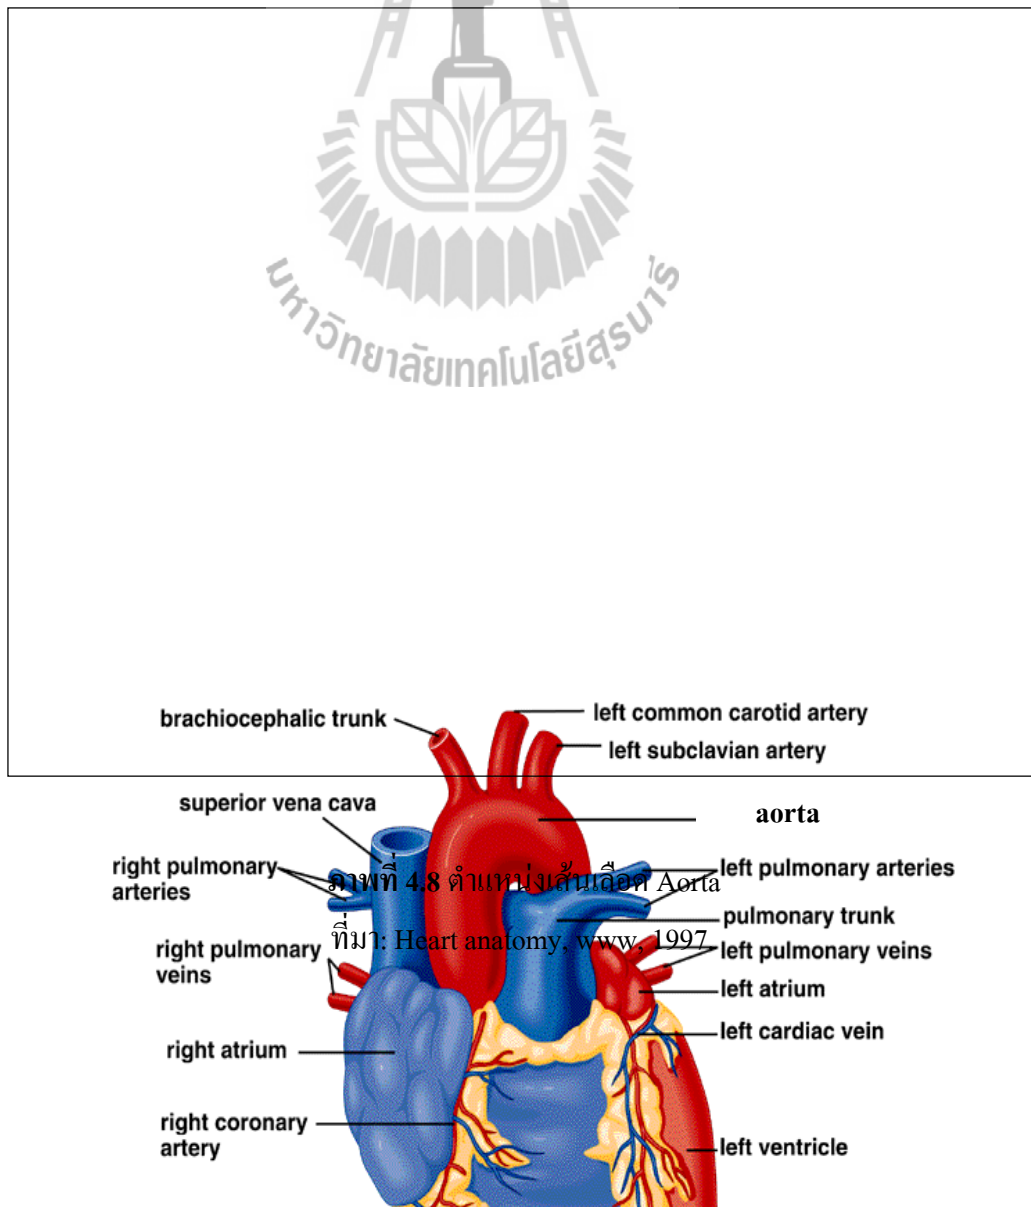 มหาวิทยาลัยเทคโนโลยีสุรนารี
brachiocephalic trunk
left common carotid artery
left subclavian artery
superior vena cava
aorta
right pulmonary
arteries
left pulmonary arteries
ภาพที่ 4.8 ตำแหน่งเส้นเลือด Aorta
pulmonary trunk
ที่มา: Heart anatomy, www, 1997
right pulmonary
veins
left pulmonary veins
left atrium
left cardiac vein
right atrium
right coronary
artery
left ventricle